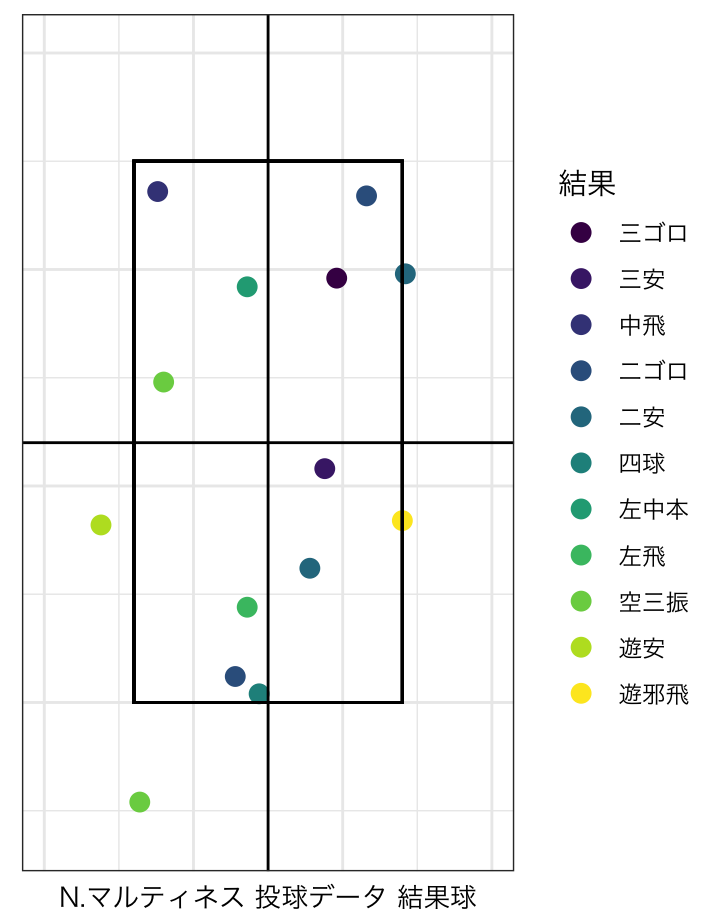 結果
三ゴロ
三安
中飛
二ゴロ
二安
四球
左中本
左飛
空三振
遊安
遊邪飛
N.マルティネス 投球データ 結果球